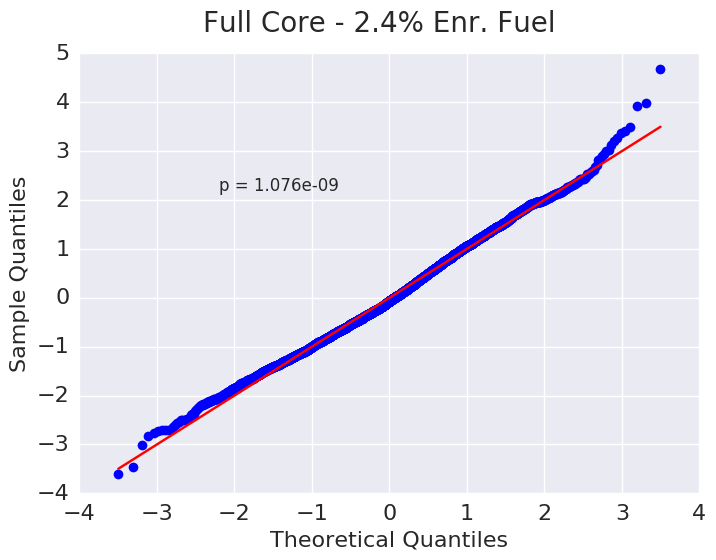 Full Core - 2.4% Enr. Fuel
5
4
3
2
1
0
−1
−2
−3
−4
p = 1.076e-09
Sample Quantiles
−4 −3 −2 −1 0 1 2 3 4
Theoretical Quantiles